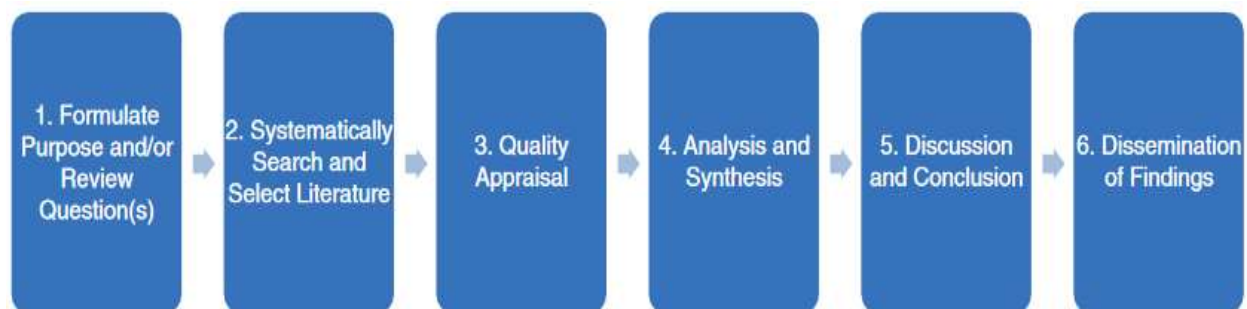 1. Formulate
Purpose and/or
Review
Question(s)
2. Systematically
Search and
Select Literature
3. Quality
Appraisal
4. Analysis and
Synthesis
5. Discussion
and Conclusion
6. Dissemination
of Findings